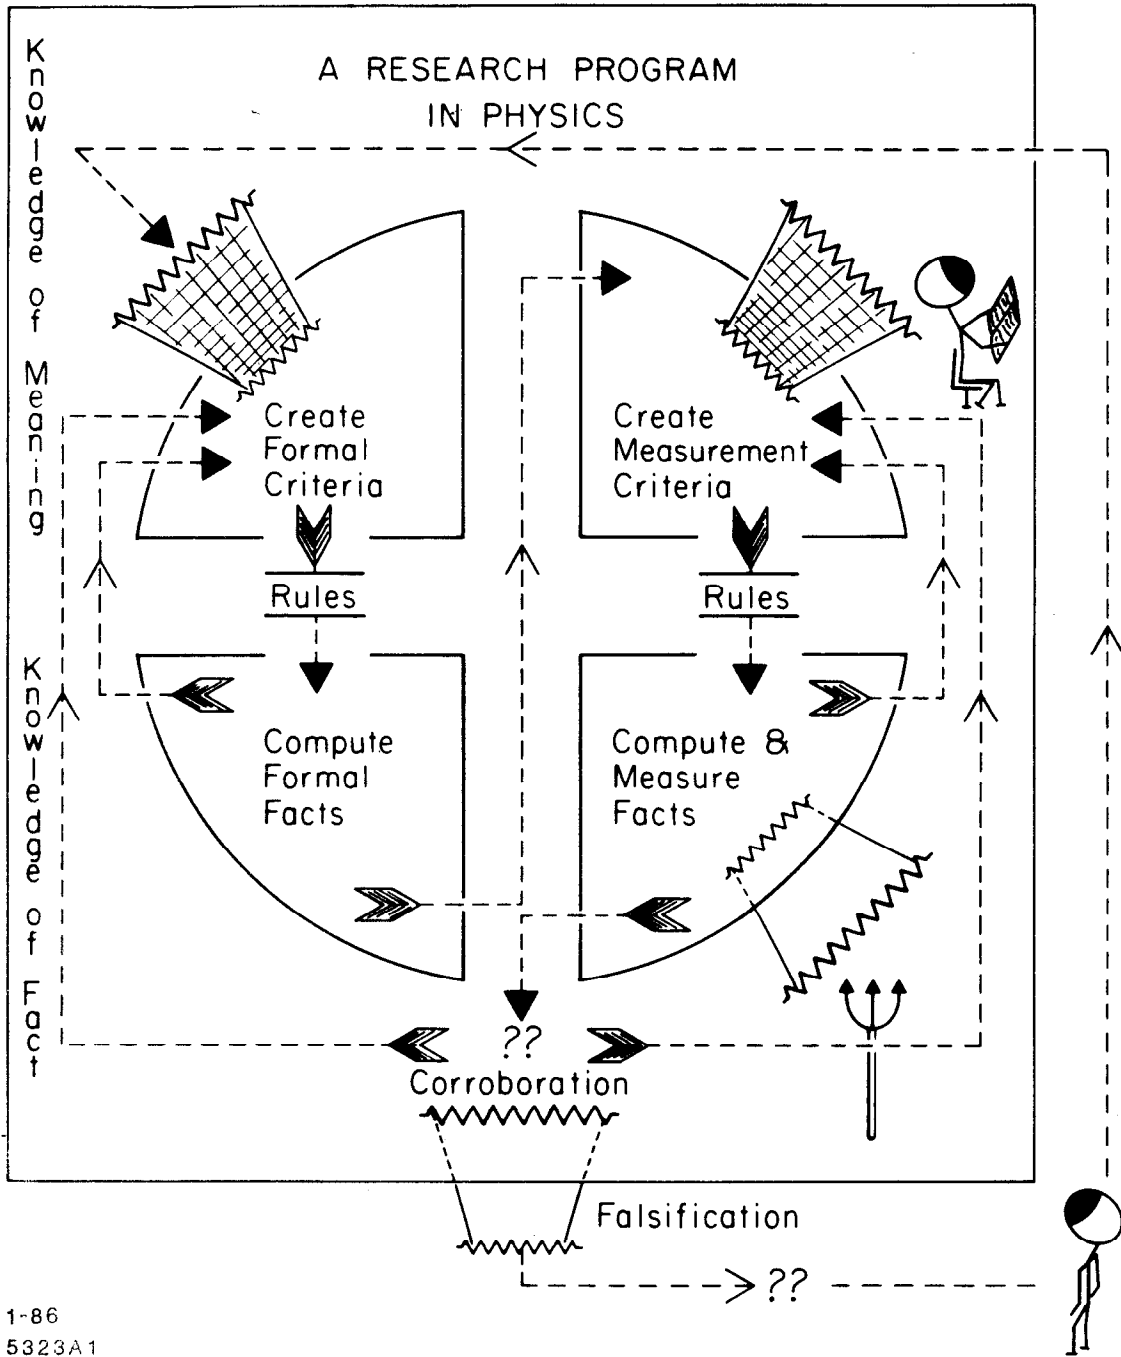 A RESEARCH PROGRAM
IN PHYSICS
Knowledge of Meaning
Create
Formal
Criteria
Create
Measurement
Criteria
Rules
Rules
Knowledge of Fact
Compute
Formal
Facts
Compute &
Measure
Facts
??
Corroboration
Falsification
??
1-86
5323A1